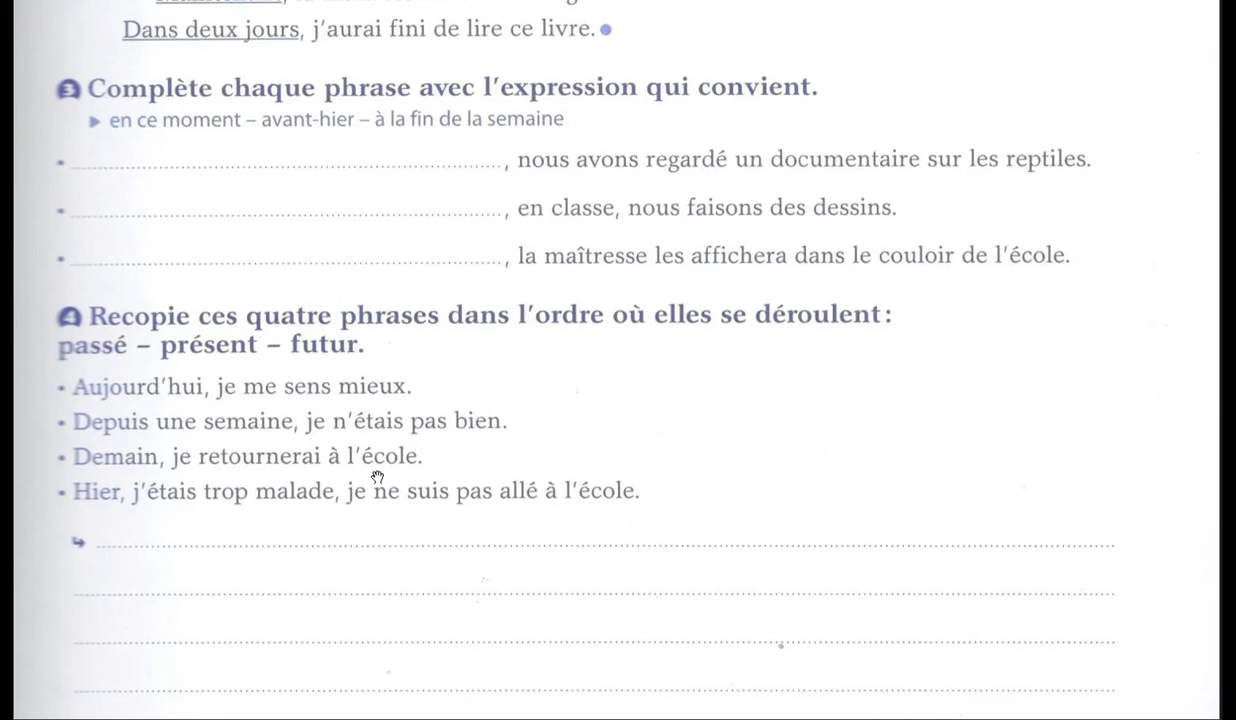 Dans deux jours, j'aurai fini de lire ce livre.
3 Complète chaque phrase avec l'expression qui convient.
▶ en ce moment – avant-hier – à la fin de la semaine
• ...................., nous avons regardé un documentaire sur les reptiles.
• ...................., en classe, nous faisons des dessins.
• ...................., la maîtresse les affichera dans le couloir de l'école.
4 Recopie ces quatre phrases dans l'ordre où elles se déroulent :
passé – présent – futur.
• Aujourd'hui, je me sens mieux.
• Depuis une semaine, je n'étais pas bien.
• Demain, je retournerai à l'école.
• Hier, j'étais trop malade, je ne suis pas allé à l'école.